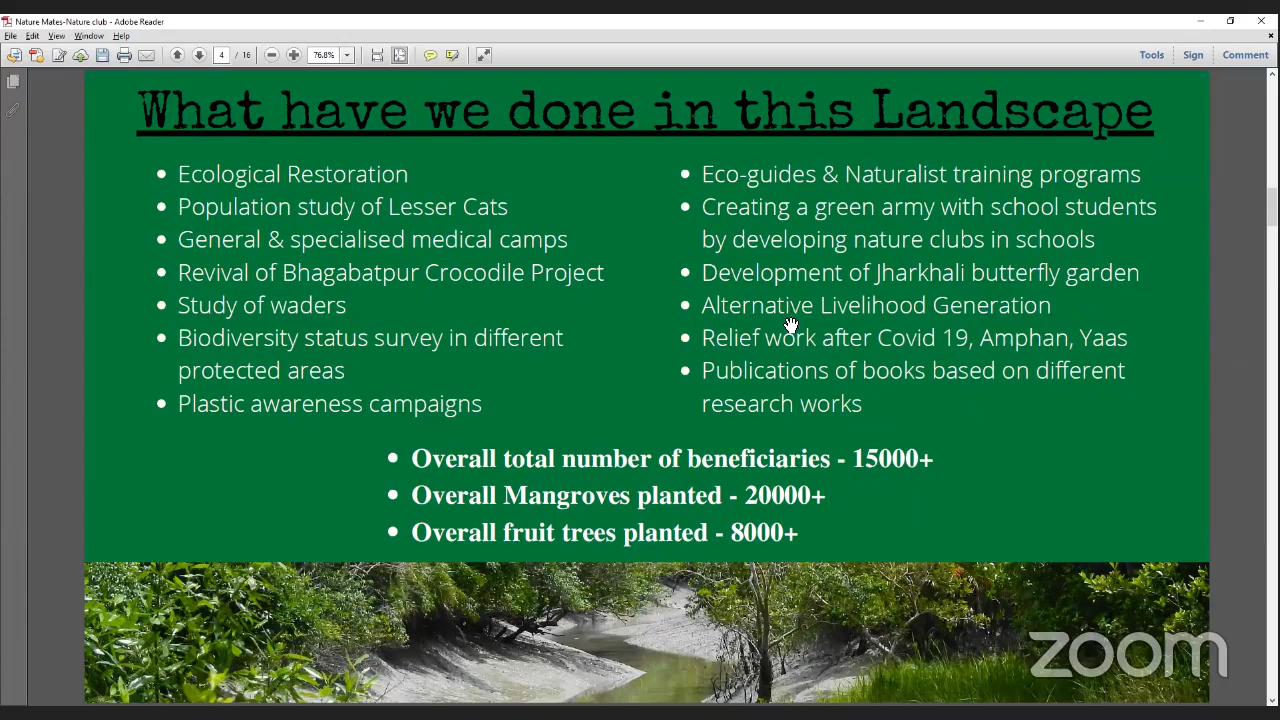 Nature Mates-Nature club - Adobe Reader
File Edit View Window Help
4 / 16 76.8% Tools Sign Comment
What have we done in this Landscape
Ecological Restoration
Population study of Lesser Cats
General & specialised medical camps
Revival of Bhagabatpur Crocodile Project
Study of waders
Biodiversity status survey in different
protected areas
Plastic awareness campaigns
Eco-guides & Naturalist training programs
Creating a green army with school students
by developing nature clubs in schools
Development of Jharkhali butterfly garden
Alternative Livelihood Generation
Relief work after Covid 19, Amphan, Yaas
Publications of books based on different
research works
Overall total number of beneficiaries - 15000+
Overall Mangroves planted - 20000+
Overall fruit trees planted - 8000+
zoom